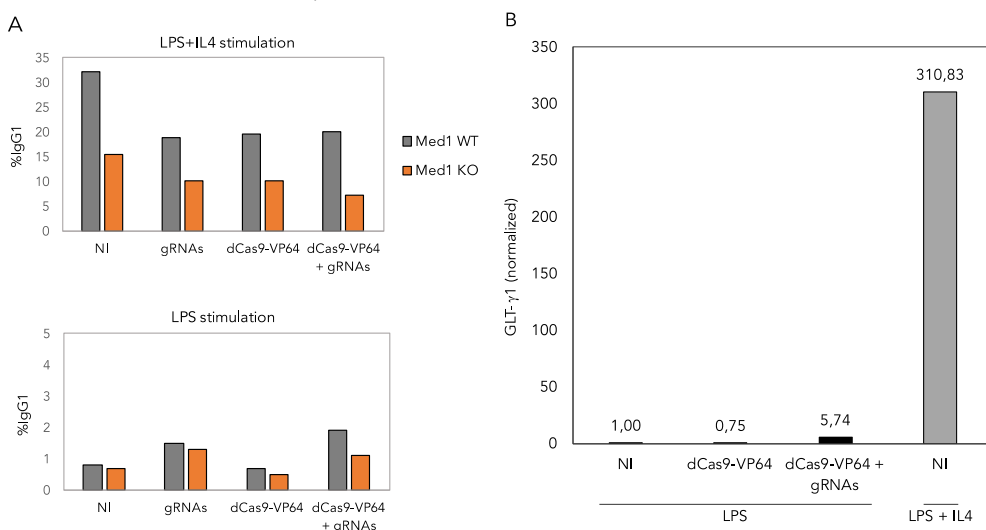 A
LPS+IL4 stimulation
35
30
25
20
15
10
5
0
%IgG1
NI
gRNAs
dCas9-VP64
dCas9-VP64
+ gRNAs
Med1 WT
Med1 KO
LPS stimulation
5
4
3
2
1
0
%IgG1
NI
gRNAs
dCas9-VP64
dCas9-VP64
+ gRNAs
B
350
300
250
200
150
100
50
0
GLT-γ1 (normalized)
1,00
0,75
5,74
310,83
NI
dCas9-VP64
dCas9-VP64 +
gRNAs
NI
LPS
LPS + IL4